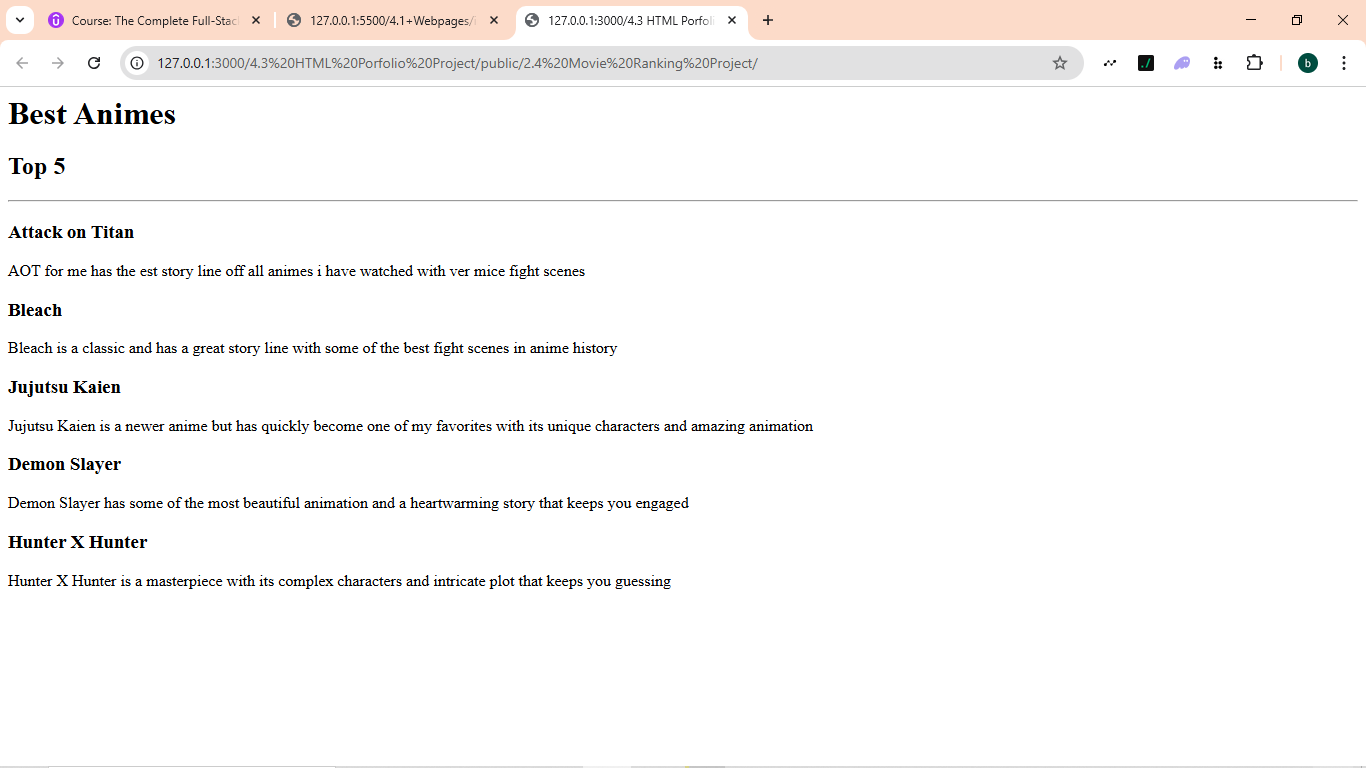 Course: The Complete Full-Stac
127.0.0.1:5500/4.1+Webpages/i
127.0.0.1:3000/4.3 HTML Porfoli
127.0.0.1:3000/4.3%20HTML%20Porfolio%20Project/public/2.4%20Movie%20Ranking%20Project/
b
Best Animes
Top 5
Attack on Titan
AOT for me has the est story line off all animes i have watched with ver mice fight scenes
Bleach
Bleach is a classic and has a great story line with some of the best fight scenes in anime history
Jujutsu Kaien
Jujutsu Kaien is a newer anime but has quickly become one of my favorites with its unique characters and amazing animation
Demon Slayer
Demon Slayer has some of the most beautiful animation and a heartwarming story that keeps you engaged
Hunter X Hunter
Hunter X Hunter is a masterpiece with its complex characters and intricate plot that keeps you guessing